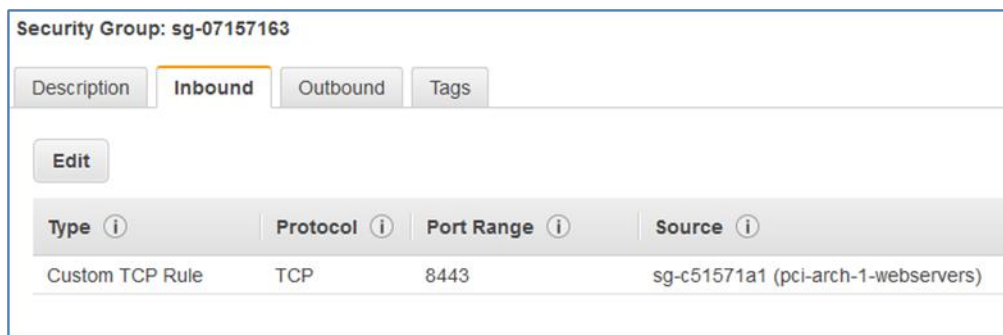 Security Group: sg-07157163
Description Inbound Outbound Tags
Edit
Type i Protocol i Port Range i Source i
Custom TCP Rule TCP 8443 sg-c51571a1 (pci-arch-1-webservers)